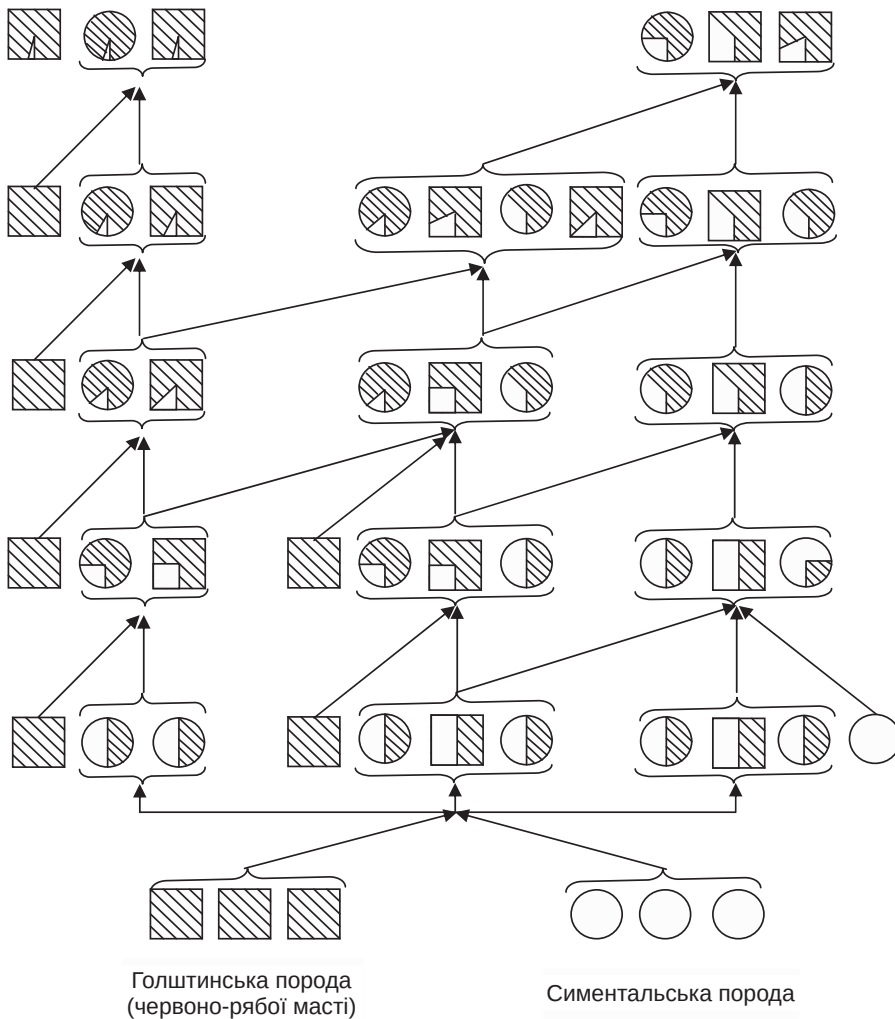 Голштинська порода
(червоно-рябої масті)
Симентальська порода